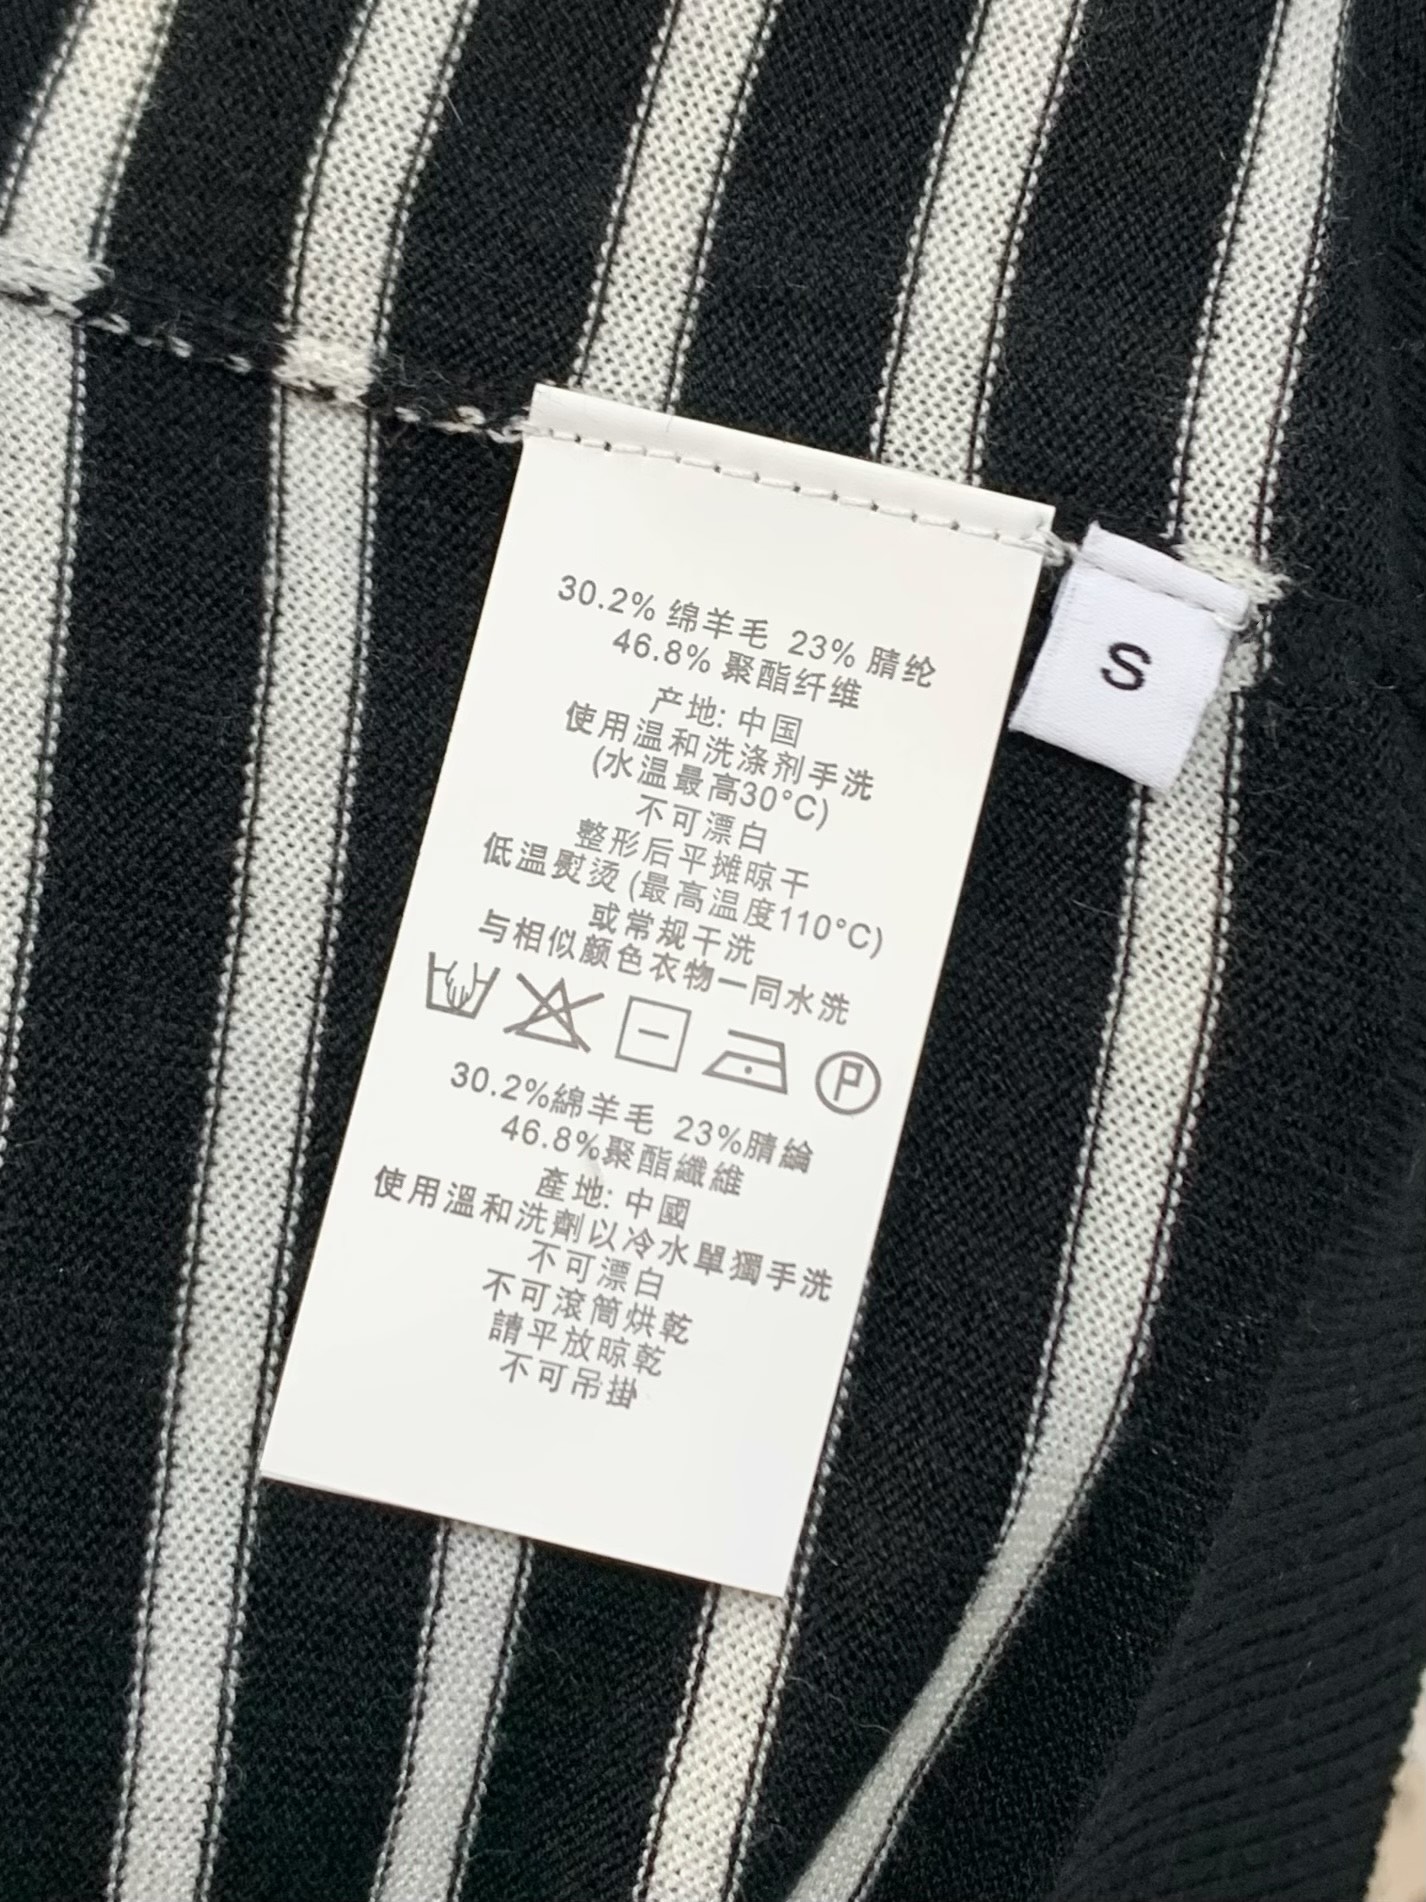 30.2% 绵羊毛 23% 腈纶
46.8% 聚酯纤维
产地: 中国
使用温和洗涤剂手洗
(水温最高30°C)
不可漂白
整形后平摊晾干
低温熨烫 (最高温度110°C)
或常规干洗
与相似颜色衣物一同水洗
P
30.2%綿羊毛 23%腈綸
46.8%聚酯纖維
產地: 中國
使用溫和洗劑以冷水單獨手洗
不可漂白
不可滾筒烘乾
請平放晾乾
不可吊掛
S